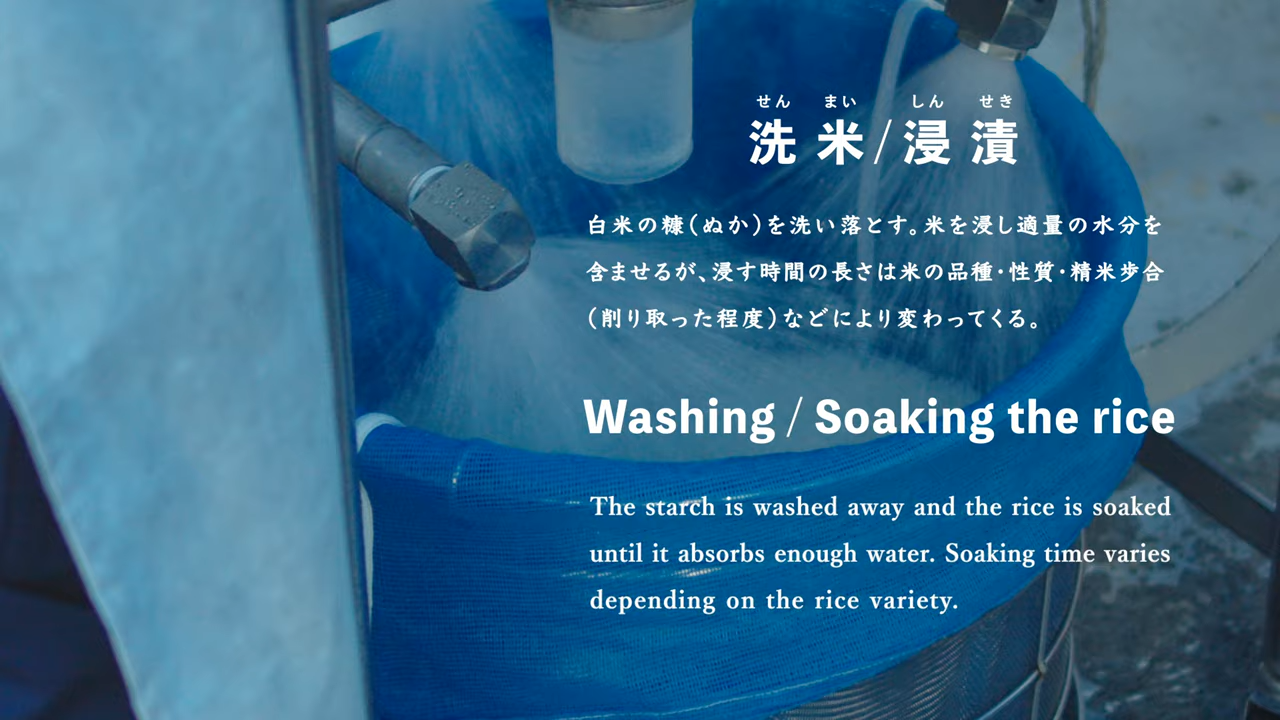 せん まい しん せき
洗米/浸漬
白米の糠(ぬか)を洗い落とす。米を浸し適量の水分を
含ませるが、浸す時間の長さは米の品種・性質・精米歩合
(削り取った程度)などにより変わってくる。
Washing / Soaking the rice
The starch is washed away and the rice is soaked
until it absorbs enough water. Soaking time varies
depending on the rice variety.